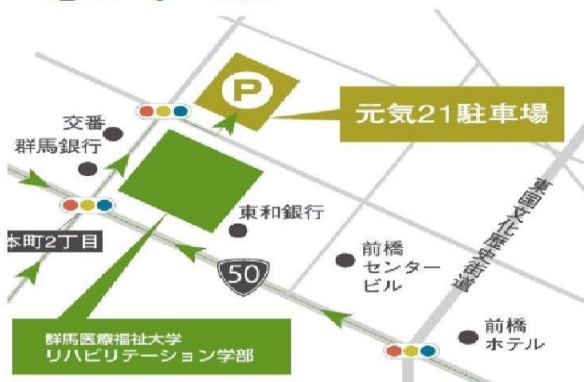 P
元気21駐車場
交番
群馬銀行
東和銀行
本町2丁目
50
前橋
センター
ビル
東国文化歴史街道
前橋
ホテル
群馬医療福祉大学
リハビリテーション学部